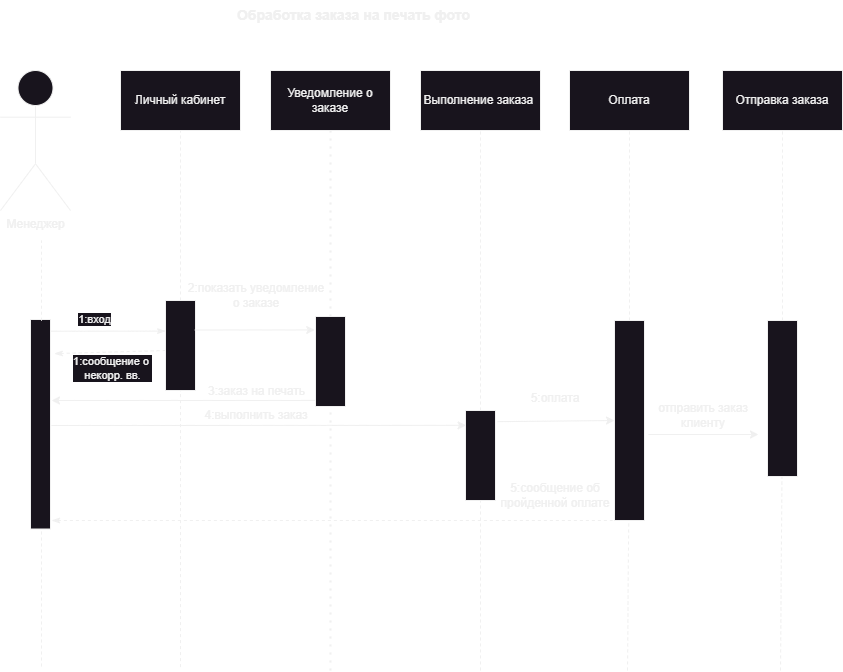 Обработка заказа на печать фото
Личный кабинет
Уведомление о
заказе
Выполнение заказа
Оплата
Отправка заказа
Менеджер
2:показать уведомление
о заказе
1:вход
1:сообщение о
некорр. вв.
3:заказ на печать
4:выполнить заказ
5:оплата
отправить заказ
клиенту
5:сообщение об
пройденной оплате